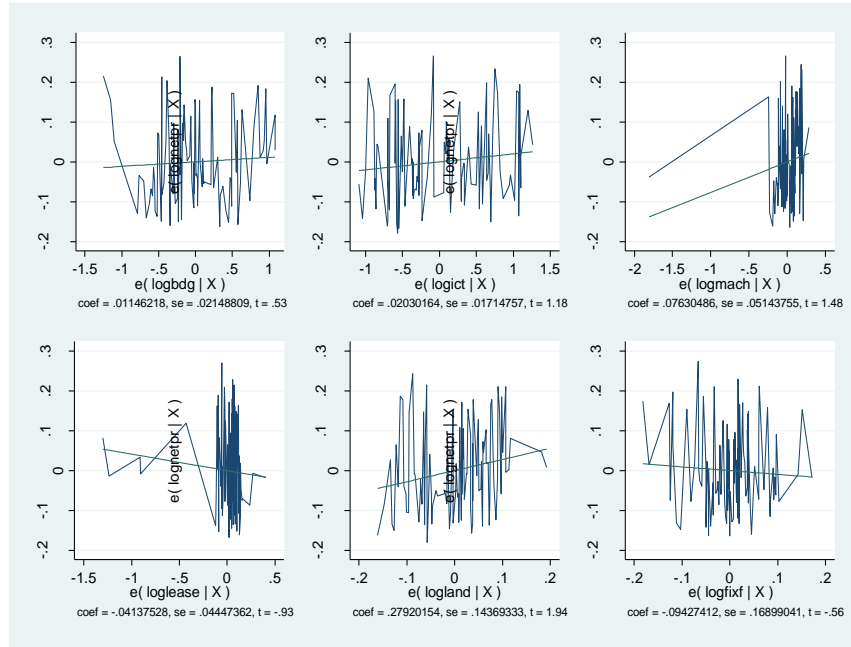 .3
.2
.1
0
-.1
-.2
e( lognetpr | X )
-1.5 -1 -.5 0 .5 1
e( logbdg | X )
coef = .01146218, se = .02148809, t = .53
.3
.2
.1
0
-.1
-.2
e( lognetpr | X )
-1 -.5 0 .5 1 1.5
e( logict | X )
coef = .02030164, se = .01714757, t = 1.18
.3
.2
.1
0
-.1
-.2
-2 -1.5 -1 -.5 0 .5
e( logmach | X )
coef = .07630486, se = .05143755, t = 1.48
.3
.2
.1
0
-.1
-.2
e( lognetpr | X )
-1.5 -1 -.5 0 .5
e( loglease | X )
coef = -.04137528, se = .04447362, t = -.93
.3
.2
.1
0
-.1
-.2
e( lognetpr | X )
-.2 -.1 0 .1 .2
e( logland | X )
coef = .27920154, se = .14369333, t = 1.94
.3
.2
.1
0
-.1
-.2
-.2 -.1 0 .1 .2
e( logfixf | X )
coef = -.09427412, se = .16899041, t = -.56